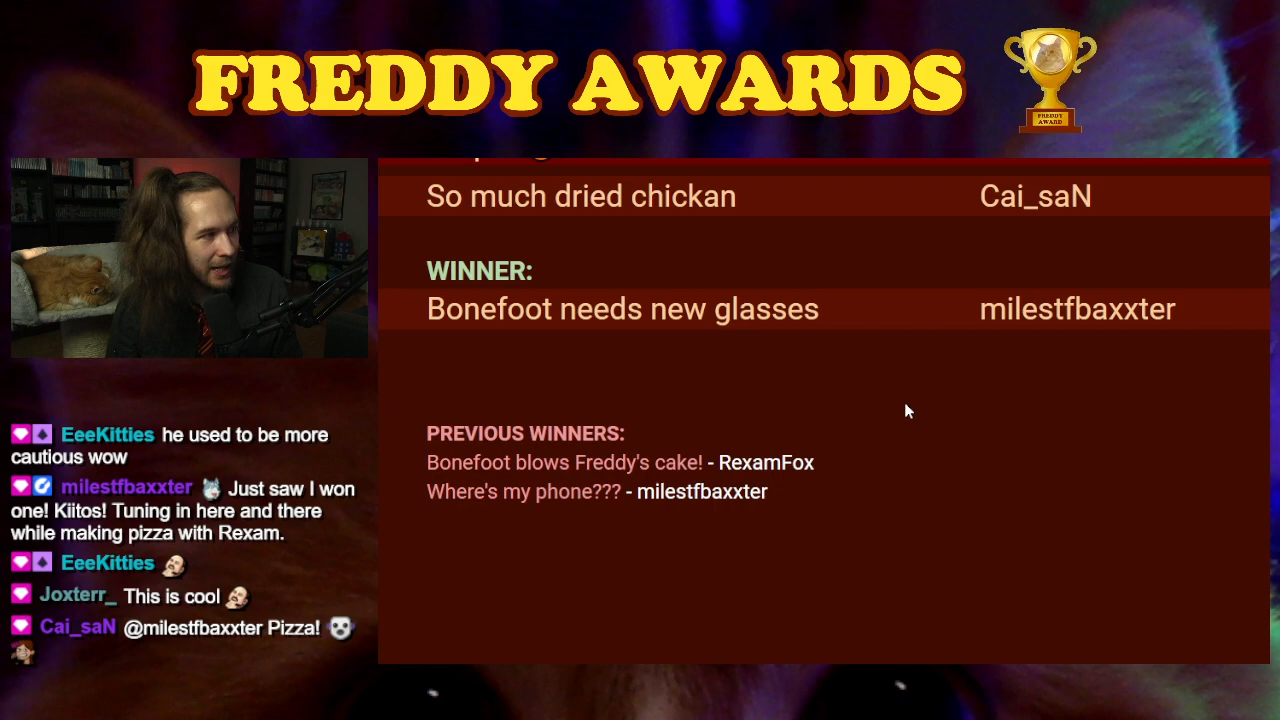 FREDDY AWARDS
FREDDY
AWARD
So much dried chickan Cai_saN
WINNER:
Bonefoot needs new glasses milestfbaxxter
PREVIOUS WINNERS:
Bonefoot blows Freddy's cake! - RexamFox
Where's my phone??? - milestfbaxxter
EeeKitties he used to be more
cautious wow
milestfbaxxter Just saw I won
one! Kiitos! Tuning in here and there
while making pizza with Rexam.
EeeKitties
Joxterr_ This is cool
Cai_saN @milestfbaxxter Pizza!